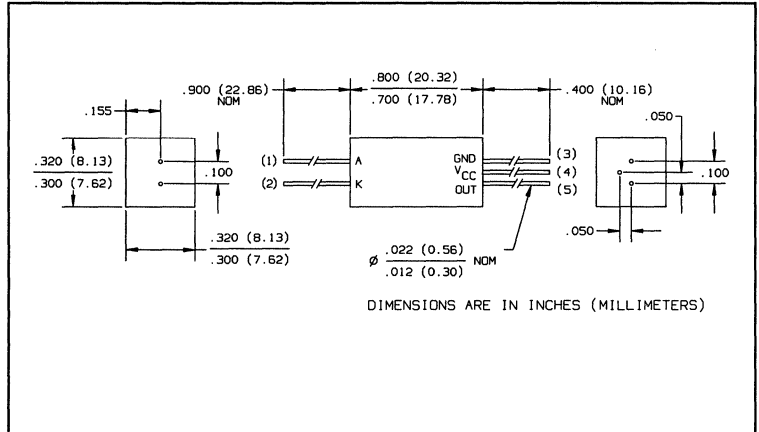 .900 (22.86)
NOM
.800 (20.32)
.700 (17.78)
.400 (10.16)
NOM
.155
.050
.320 (8.13)
.300 (7.62)
.100
(1)
A
(2)
K
GND
(3)
VCC
(4)
OUT
(5)
.100
.050
.320 (8.13)
.300 (7.62)
ø .022 (0.56) NOM
.012 (0.30)
DIMENSIONS ARE IN INCHES (MILLIMETERS)